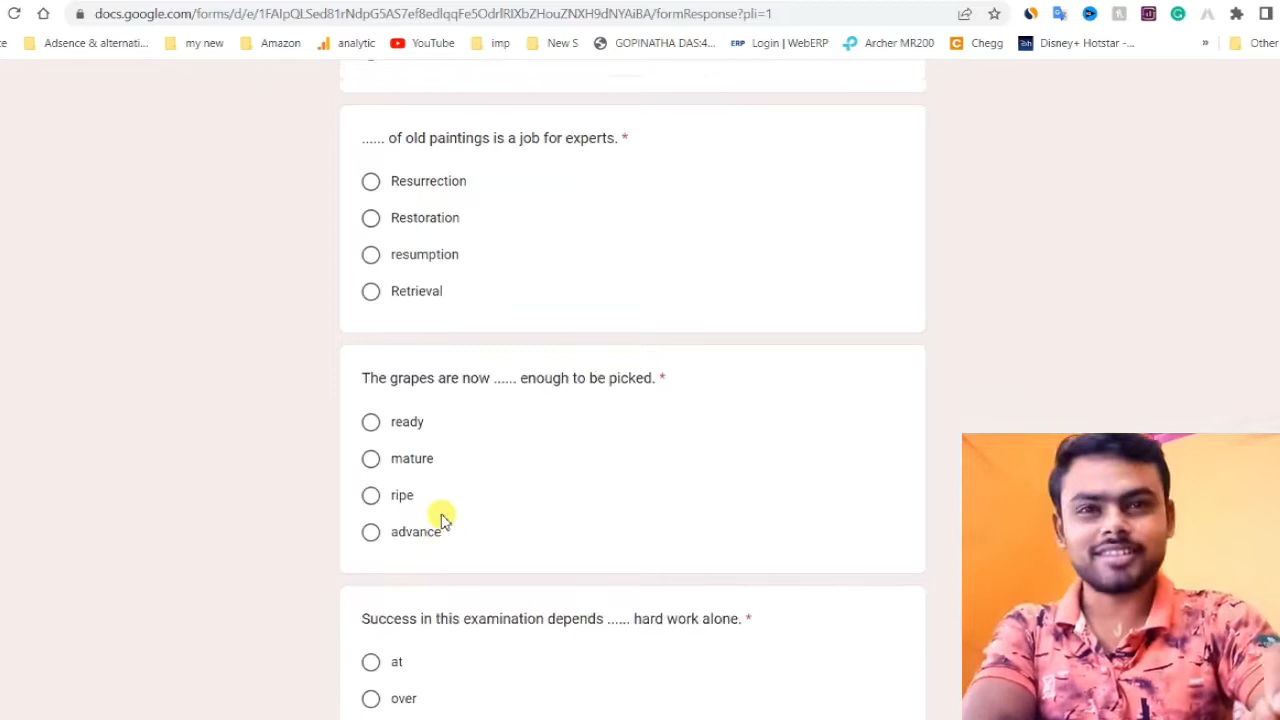 docs.google.com/forms/d/e/1FAIpQLSed81rNdpG5AS7ef8edlqqFe5OdrlRIXbZHouZNXH9dNYAiBA/formResponse?pli=1
Adsence & alternati... my new Amazon analytic YouTube imp New S GOPINATHA DAS:4... ERP Login | WebERP Archer MR200 Chegg Disney+ Hotstar -... » Other
...... of old paintings is a job for experts. *
Resurrection
Restoration
resumption
Retrieval
The grapes are now ...... enough to be picked. *
ready
mature
ripe
advance
Success in this examination depends ...... hard work alone. *
at
over